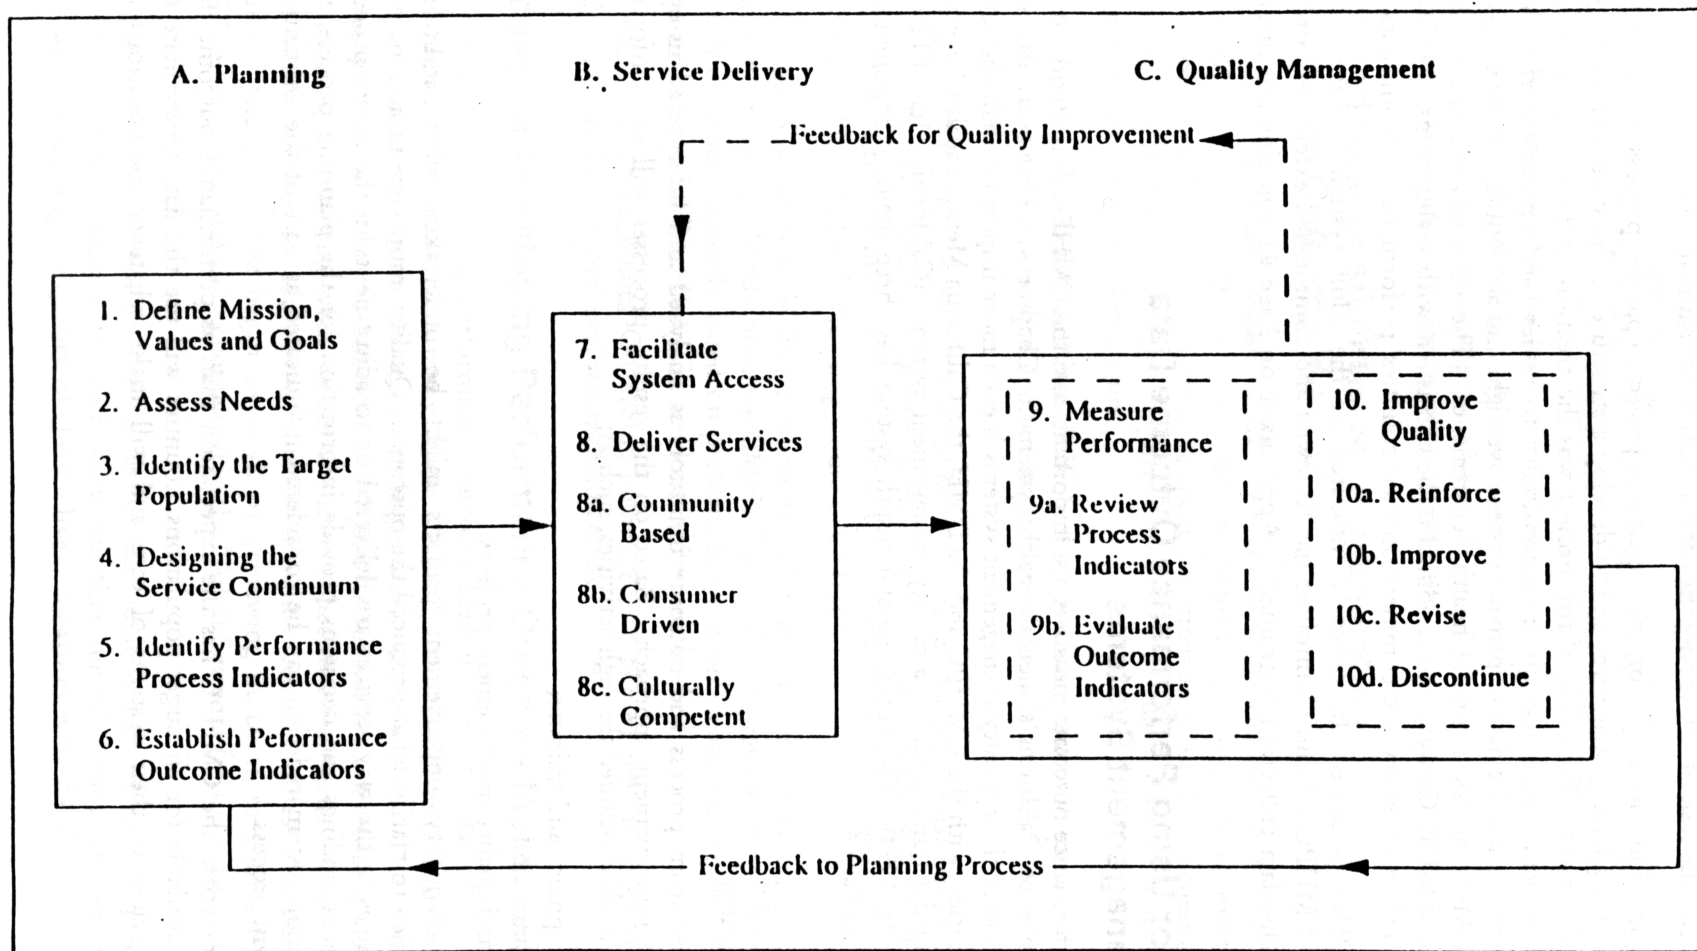 A. Planning
B. Service Delivery
C. Quality Management
Feedback for Quality Improvement
1. Define Mission,
Values and Goals
2. Assess Needs
3. Identify the Target
Population
4. Designing the
Service Continuum
5. Identify Performance
Process Indicators
6. Establish Peformance
Outcome Indicators
7. Facilitate
System Access
8. Deliver Services
8a. Community
Based
8b. Consumer
Driven
8c. Culturally
Competent
9. Measure
Performance
9a. Review
Process
Indicators
9b. Evaluate
Outcome
Indicators
10. Improve
Quality
10a. Reinforce
10b. Improve
10c. Revise
10d. Discontinue
Feedback to Planning Process